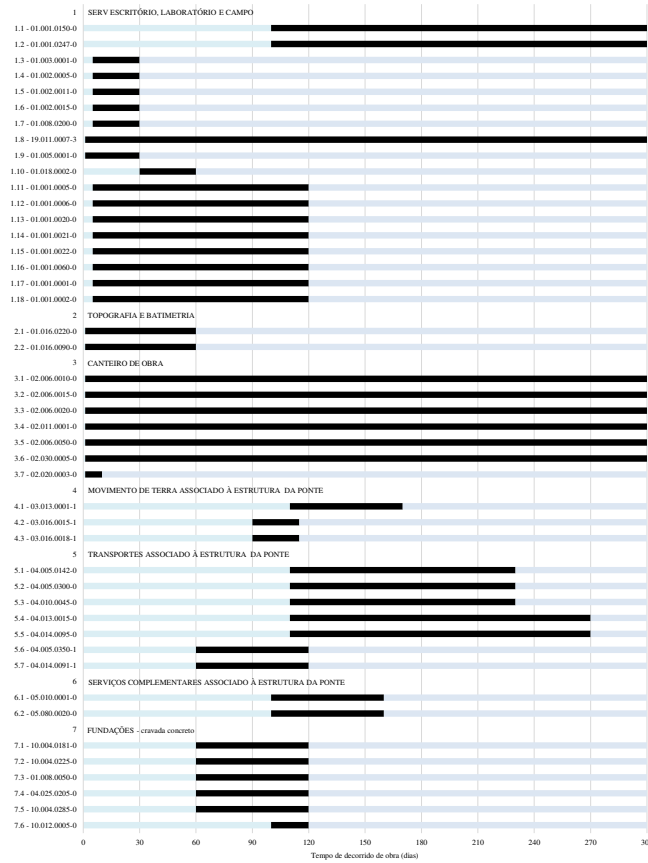 1 SERV ESCRITÓRIO, LABORATÓRIO E CAMPO
1.1 - 01.001.0150-0
1.2 - 01.001.0247-0
1.3 - 01.003.0001-0
1.4 - 01.002.0005-0
1.5 - 01.002.0011-0
1.6 - 01.002.0015-0
1.7 - 01.008.0200-0
1.8 - 19.011.0007-3
1.9 - 01.005.0001-0
1.10 - 01.018.0002-0
1.11 - 01.001.0005-0
1.12 - 01.001.0006-0
1.13 - 01.001.0020-0
1.14 - 01.001.0021-0
1.15 - 01.001.0022-0
1.16 - 01.001.0060-0
1.17 - 01.001.0001-0
1.18 - 01.001.0002-0
2 TOPOGRAFIA E BATIMETRIA
2.1 - 01.016.0220-0
2.2 - 01.016.0090-0
3 CANTEIRO DE OBRA
3.1 - 02.006.0010-0
3.2 - 02.006.0015-0
3.3 - 02.006.0020-0
3.4 - 02.011.0001-0
3.5 - 02.006.0050-0
3.6 - 02.030.0005-0
3.7 - 02.020.0003-0
4 MOVIMENTO DE TERRA ASSOCIADO À ESTRUTURA DA PONTE
4.1 - 03.013.0001-1
4.2 - 03.016.0015-1
4.3 - 03.016.0018-1
5 TRANSPORTES ASSOCIADO À ESTRUTURA DA PONTE
5.1 - 04.005.0142-0
5.2 - 04.005.0300-0
5.3 - 04.010.0045-0
5.4 - 04.013.0015-0
5.5 - 04.014.0095-0
5.6 - 04.005.0350-1
5.7 - 04.014.0091-1
6 SERVIÇOS COMPLEMENTARES ASSOCIADO À ESTRUTURA DA PONTE
6.1 - 05.010.0001-0
6.2 - 05.080.0020-0
7 FUNDAÇÕES - cravada concreto
7.1 - 10.004.0181-0
7.2 - 10.004.0225-0
7.3 - 01.008.0050-0
7.4 - 04.025.0205-0
7.5 - 10.004.0285-0
7.6 - 10.012.0005-0
0 30 60 90 120 150 180 210 240 270 30
Tempo de decorrido de obra (días)